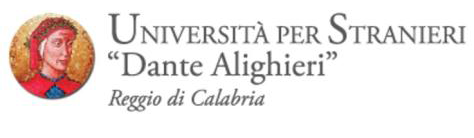 UNIVERSITÀ PER STRANIERI
“Dante Alighieri”
Reggio di Calabria